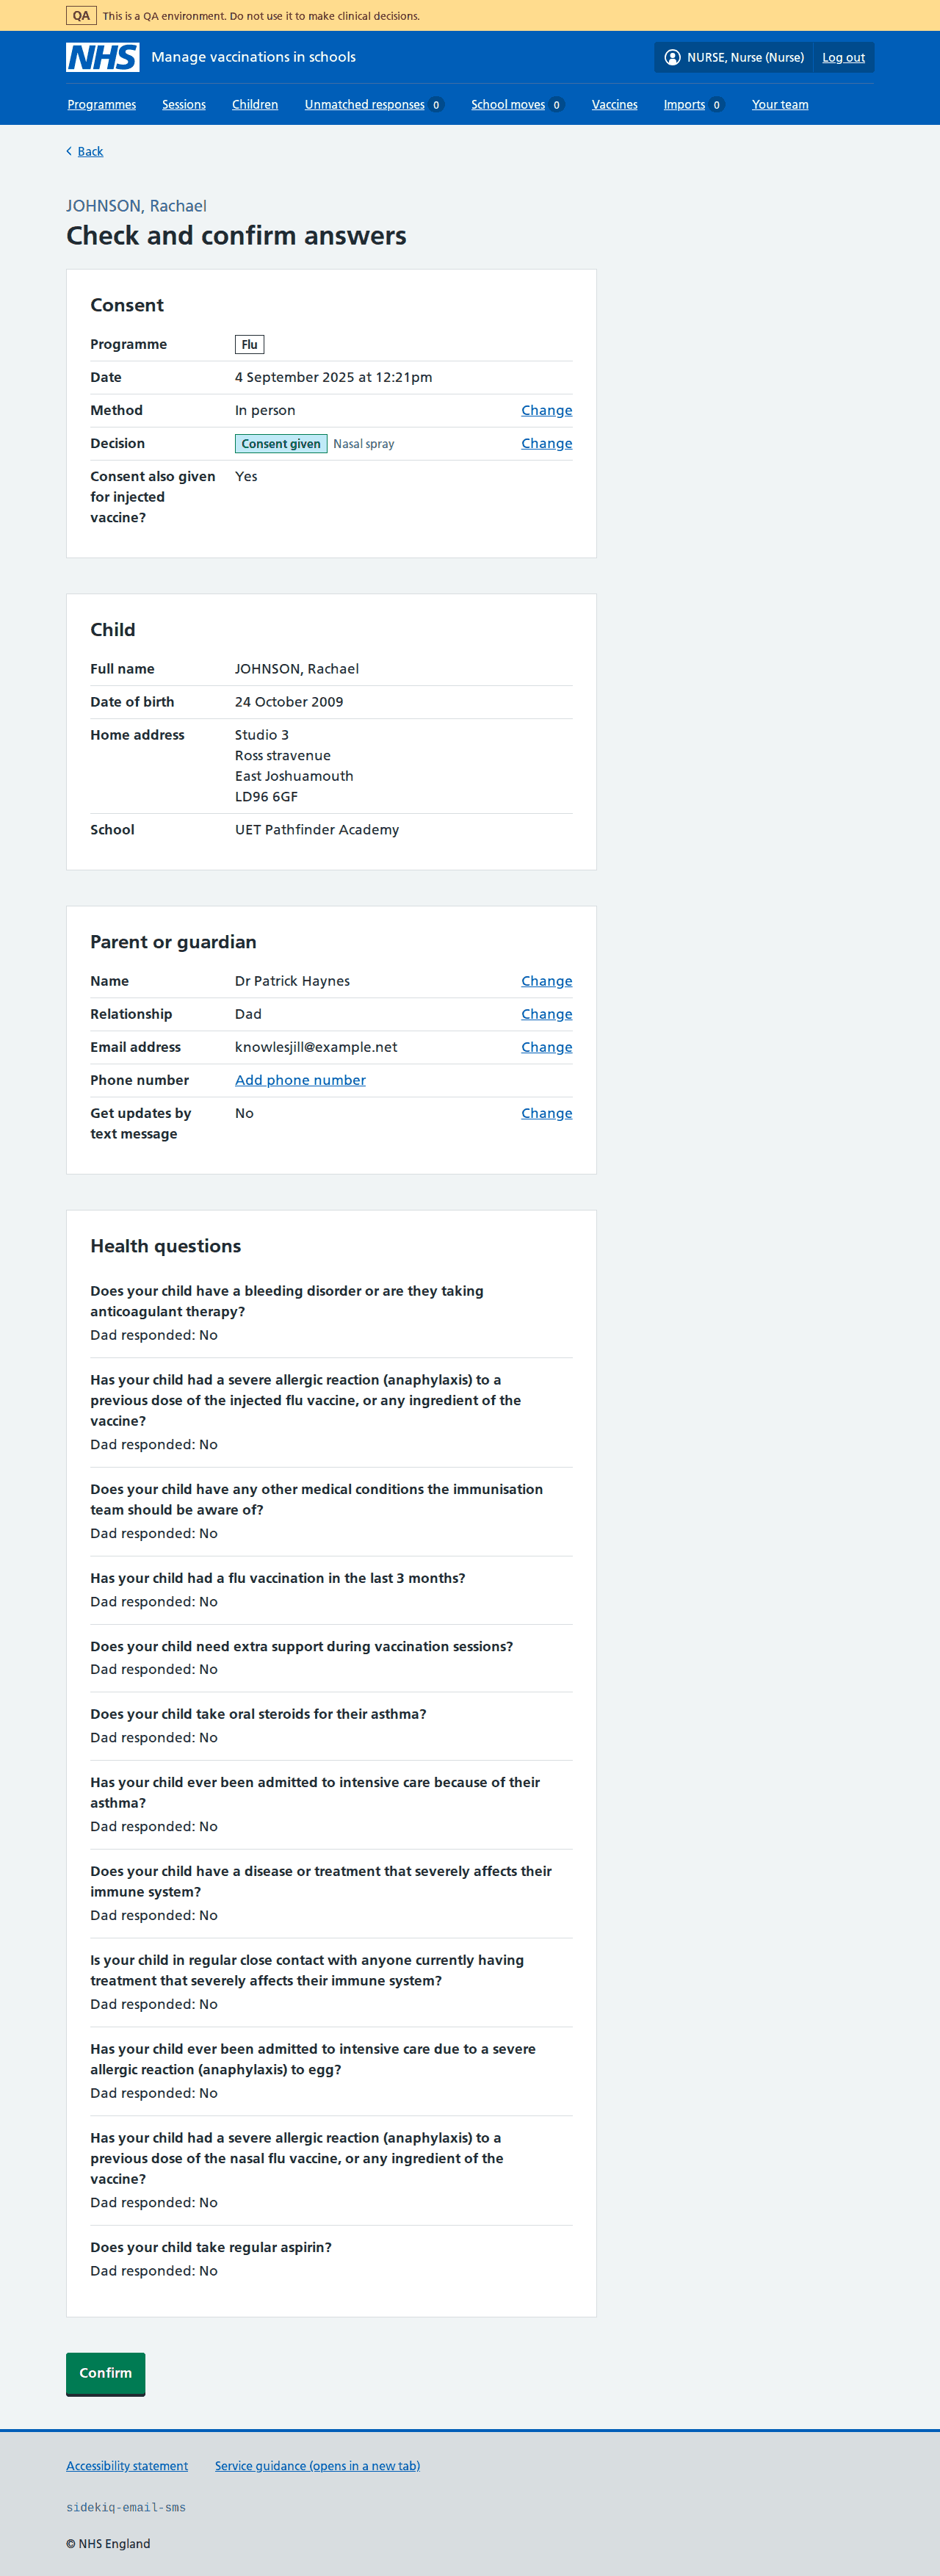 QA This is a QA environment. Do not use it to make clinical decisions.
NHS Manage vaccinations in schools NURSE, Nurse (Nurse) Log out
Programmes Sessions Children Unmatched responses 0 School moves 0 Vaccines Imports 0 Your team
Back
JOHNSON, Rachael
Check and confirm answers
Consent
Programme Flu
Date 4 September 2025 at 12:21pm
Method In person Change
Decision Consent given Nasal spray Change
Consent also given Yes
for injected
vaccine?
Child
Full name JOHNSON, Rachael
Date of birth 24 October 2009
Home address Studio 3
Ross stravenue
East Joshuamouth
LD96 6GF
School UET Pathfinder Academy
Parent or guardian
Name Dr Patrick Haynes Change
Relationship Dad Change
Email address knowlesjill@example.net Change
Phone number Add phone number
Get updates by No Change
text message
Health questions
Does your child have a bleeding disorder or are they taking
anticoagulant therapy?
Dad responded: No
Has your child had a severe allergic reaction (anaphylaxis) to a
previous dose of the injected flu vaccine, or any ingredient of the
vaccine?
Dad responded: No
Does your child have any other medical conditions the immunisation
team should be aware of?
Dad responded: No
Has your child had a flu vaccination in the last 3 months?
Dad responded: No
Does your child need extra support during vaccination sessions?
Dad responded: No
Does your child take oral steroids for their asthma?
Dad responded: No
Has your child ever been admitted to intensive care because of their
asthma?
Dad responded: No
Does your child have a disease or treatment that severely affects their
immune system?
Dad responded: No
Is your child in regular close contact with anyone currently having
treatment that severely affects their immune system?
Dad responded: No
Has your child ever been admitted to intensive care due to a severe
allergic reaction (anaphylaxis) to egg?
Dad responded: No
Has your child had a severe allergic reaction (anaphylaxis) to a
previous dose of the nasal flu vaccine, or any ingredient of the
vaccine?
Dad responded: No
Does your child take regular aspirin?
Dad responded: No
Confirm
Accessibility statement Service guidance (opens in a new tab)
sidekiq-email-sms
© NHS England